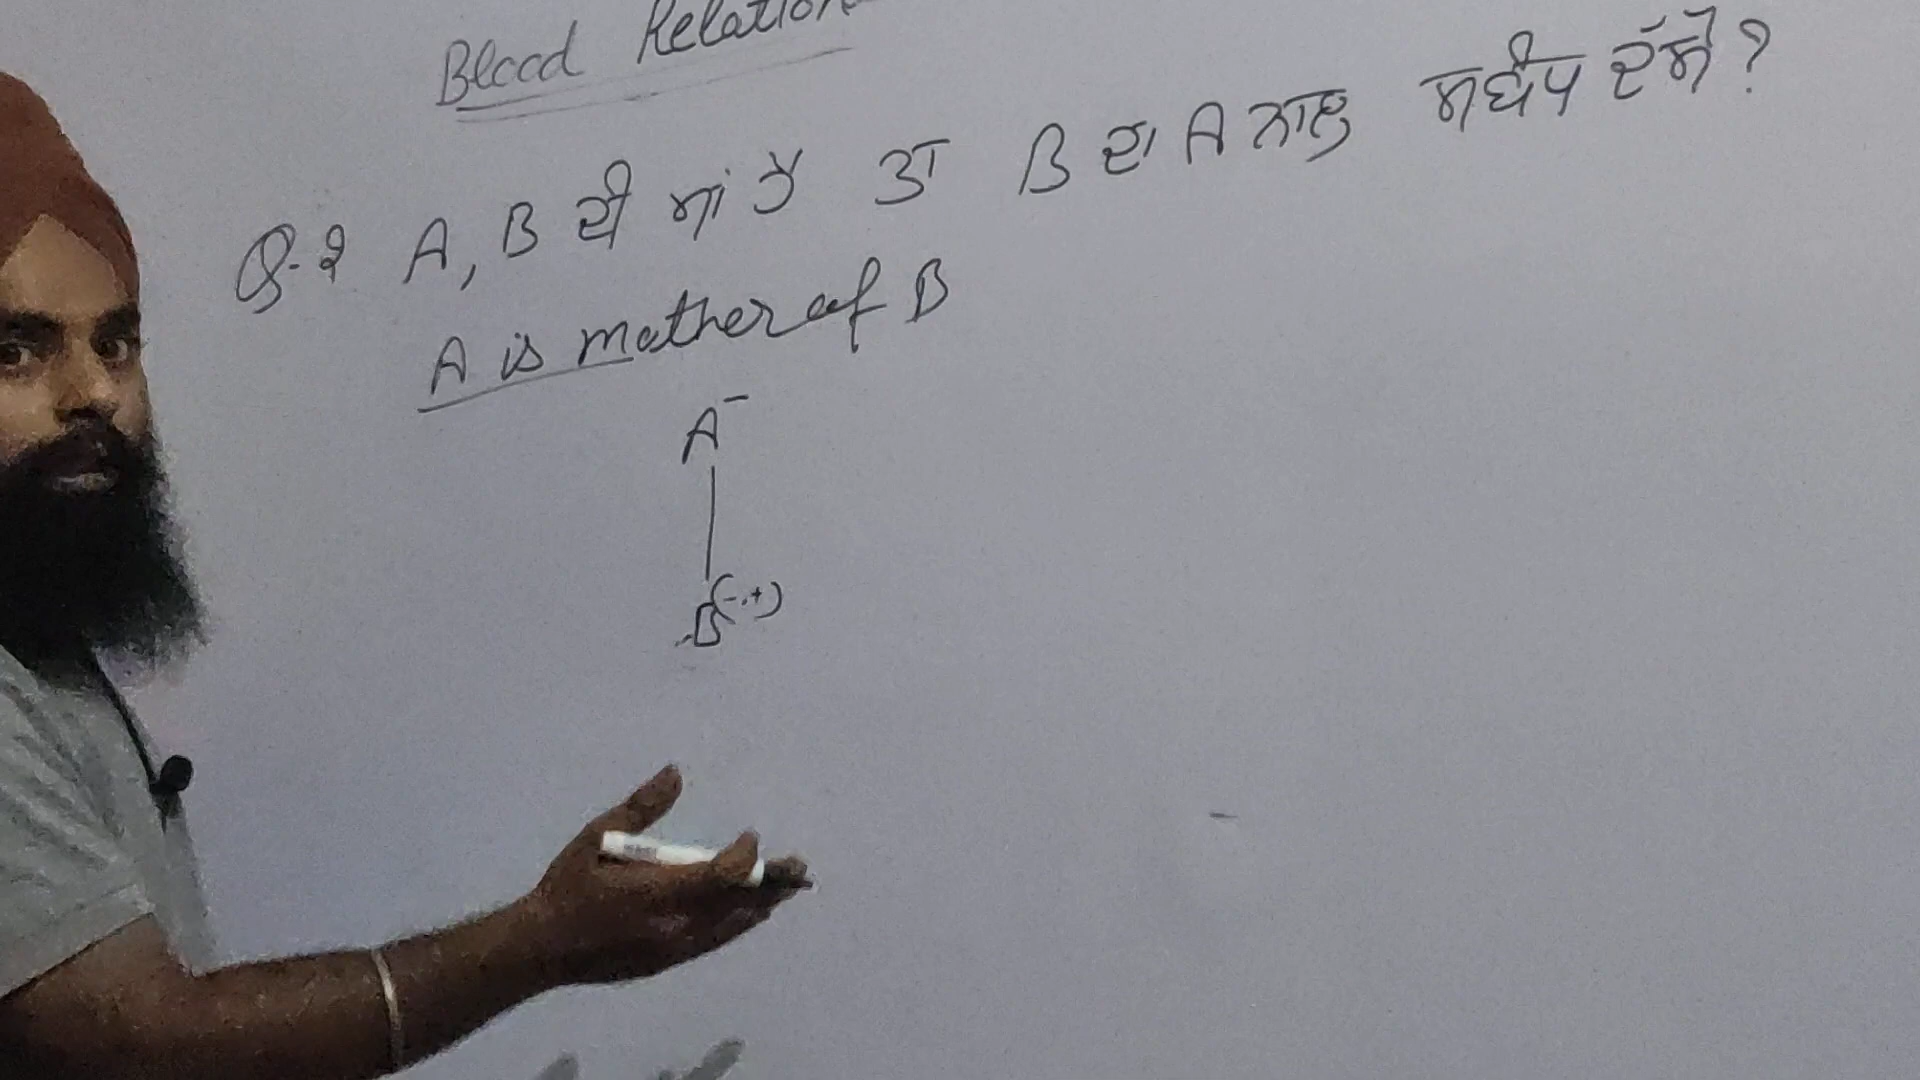 Blood Relation
Q.2 A, B ਦੀ ਮਾਂ ਹੈ ਤਾ B ਦਾ A ਨਾਲ ਸਬੰਧ ਦੱਸੋ ?
A is mother of B
A⁻
B(-,+)